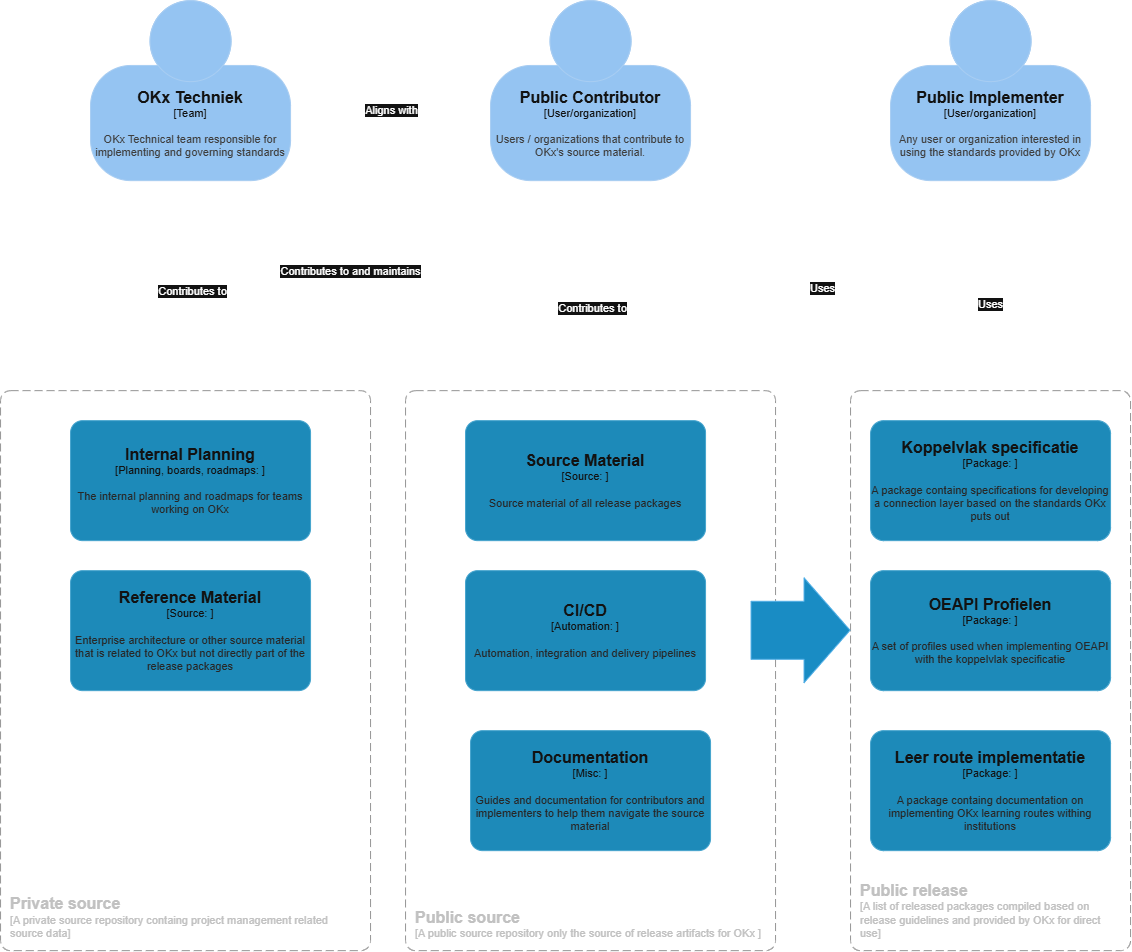 OKx Techniek
[Team]
OKx Technical team responsible for
implementing and governing standards
Aligns with
Public Contributor
[User/organization]
Users / organizations that contribute to
OKx's source material.
Public Implementer
[User/organization]
Any user or organization interested in
using the standards provided by OKx
Contributes to and maintains
Contributes to
Contributes to
Uses
Uses
Internal Planning
[Planning, boards, roadmaps: ]
The internal planning and roadmaps for teams
working on OKx
Reference Material
[Source: ]
Enterprise architecture or other source material
that is related to OKx but not directly part of the
release packages
Private source
[A private source repository containg project management related
source data]
Source Material
[Source: ]
Source material of all release packages
CI/CD
[Automation: ]
Automation, integration and delivery pipelines
Documentation
[Misc: ]
Guides and documentation for contributors and
implementers to help them navigate the source
material
Public source
[A public source repository only the source of release artifacts for OKx ]
Koppelvlak specificatie
[Package: ]
A package containg specifications for developing
a connection layer based on the standards OKx
puts out
OEAPI Profielen
[Package: ]
A set of profiles used when implementing OEAPI
with the koppelvlak specificatie
Leer route implementatie
[Package: ]
A package containg documentation on
implementing OKx learning routes withing
institutions
Public release
[A list of released packages compiled based on
release guidelines and provided by OKx for direct
use]